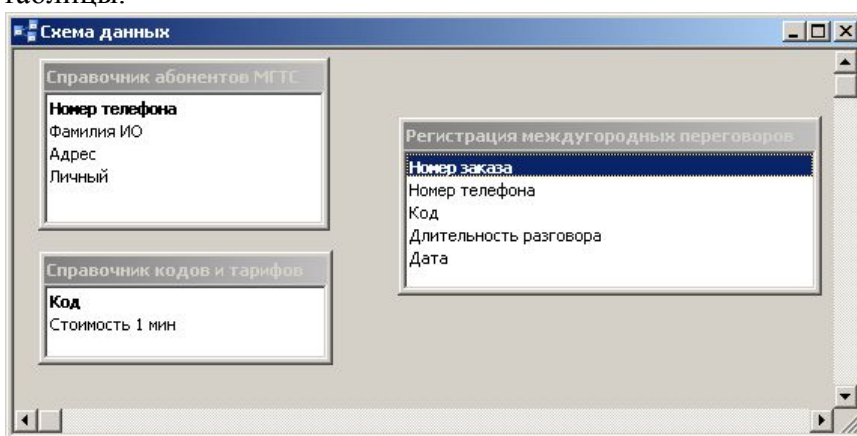 таблицы.
Схема данных
Справочник абонентов МГТС
Номер телефона
Фамилия ИО
Адрес
Личный
Регистрация междугородных переговоров
Номер заказа
Номер телефона
Код
Длительность разговора
Дата
Справочник кодов и тарифов
Код
Стоимость 1 мин